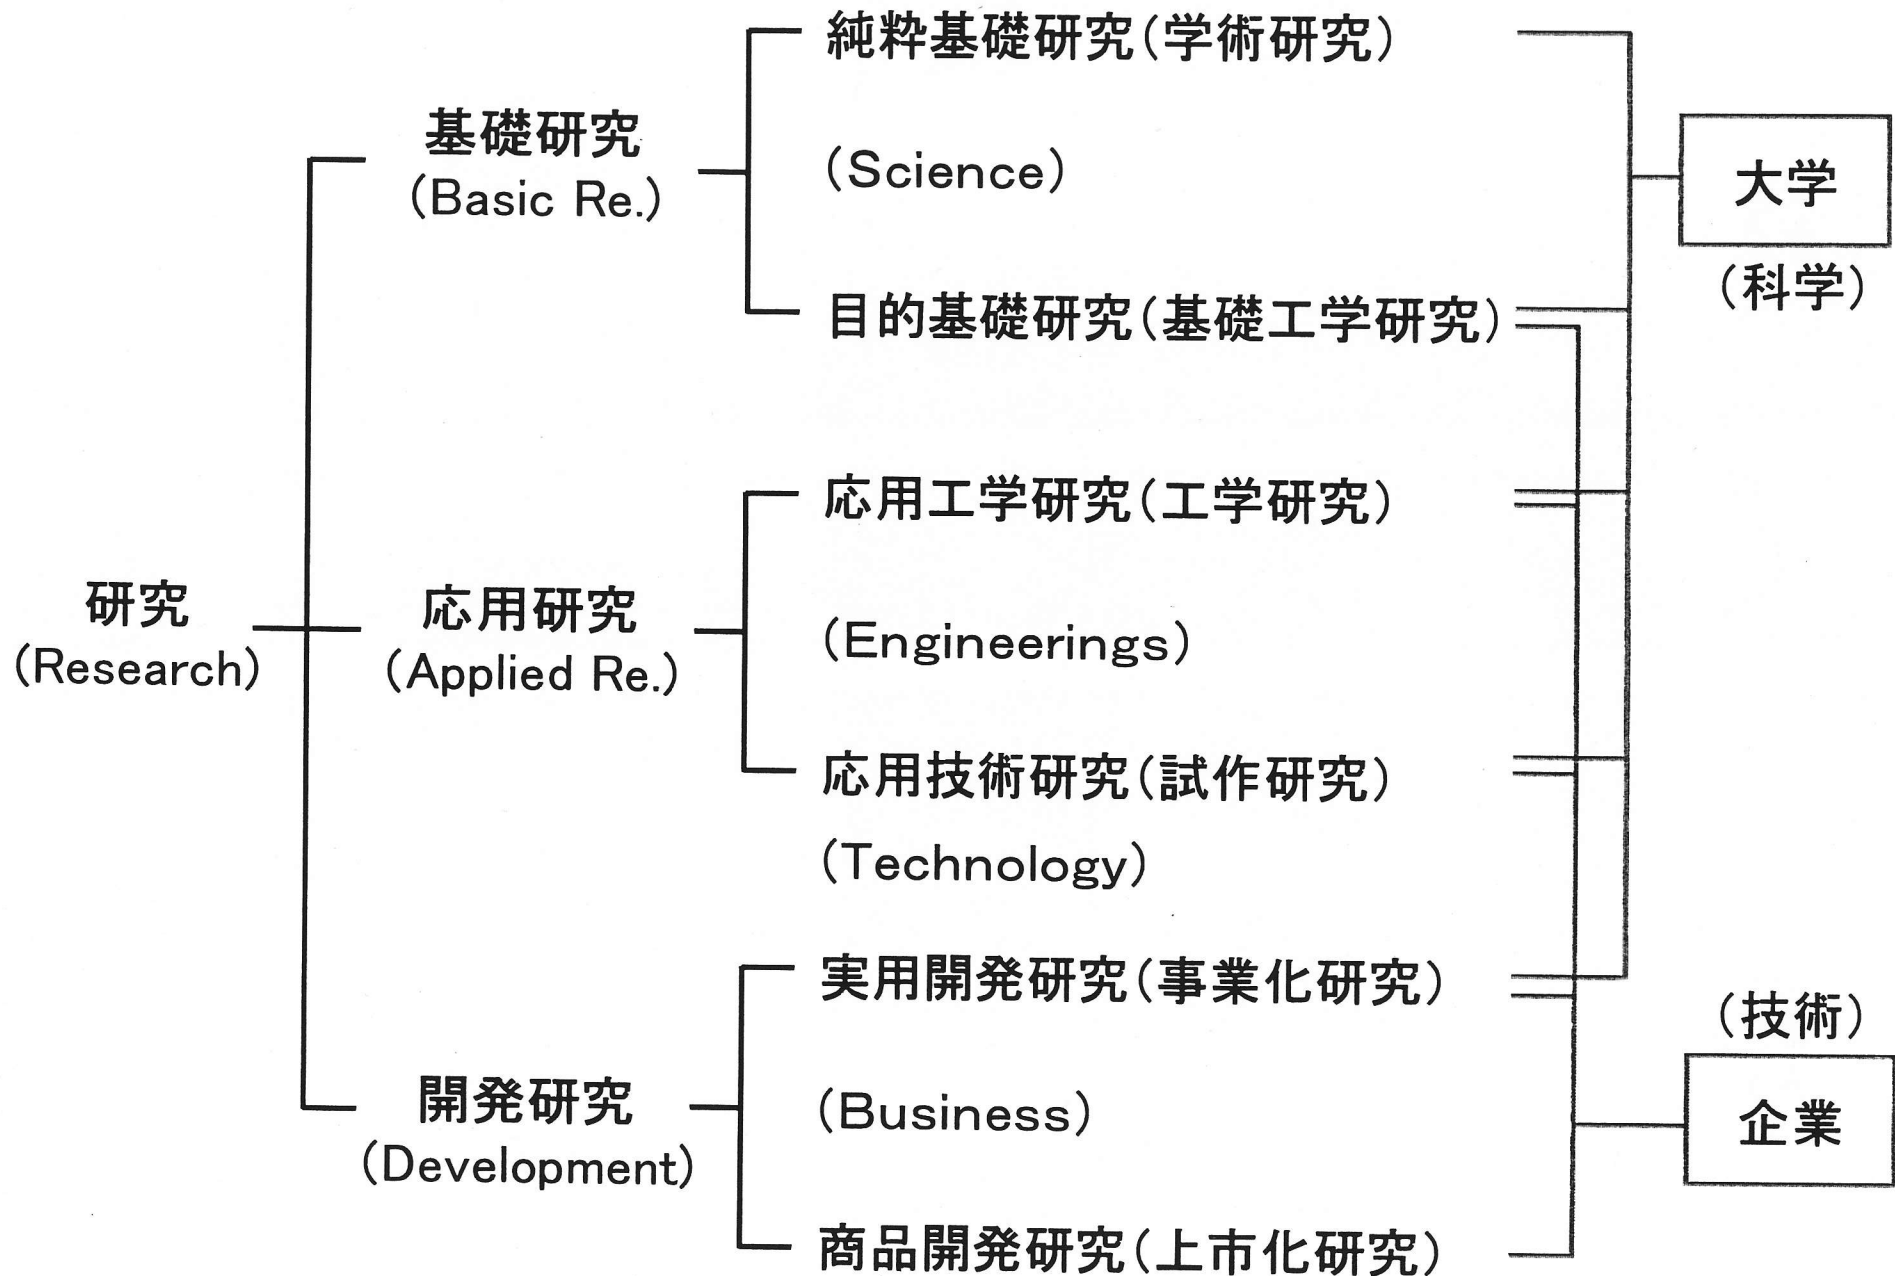 純粋基礎研究(学術研究)
基礎研究
(Basic Re.)
(Science)
大学
(科学)
目的基礎研究(基礎工学研究)
応用工学研究(工学研究)
研究
(Research)
応用研究
(Applied Re.)
(Engineerings)
応用技術研究(試作研究)
(Technology)
実用開発研究(事業化研究)
(技術)
企業
開発研究
(Development)
(Business)
商品開発研究(上市化研究)